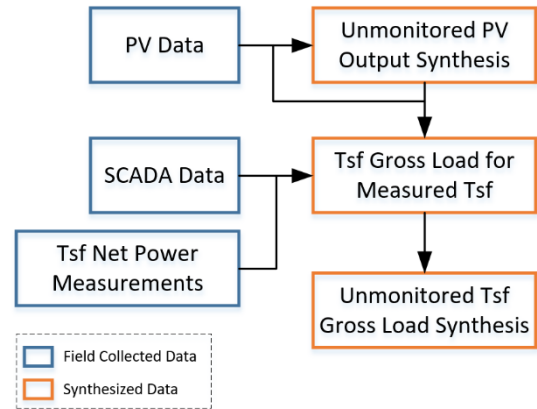 PV Data
Unmonitored PV
Output Synthesis
SCADA Data
Tsf Gross Load for
Measured Tsf
Tsf Net Power
Measurements
Unmonitored Tsf
Gross Load Synthesis
Field Collected Data
Synthesized Data